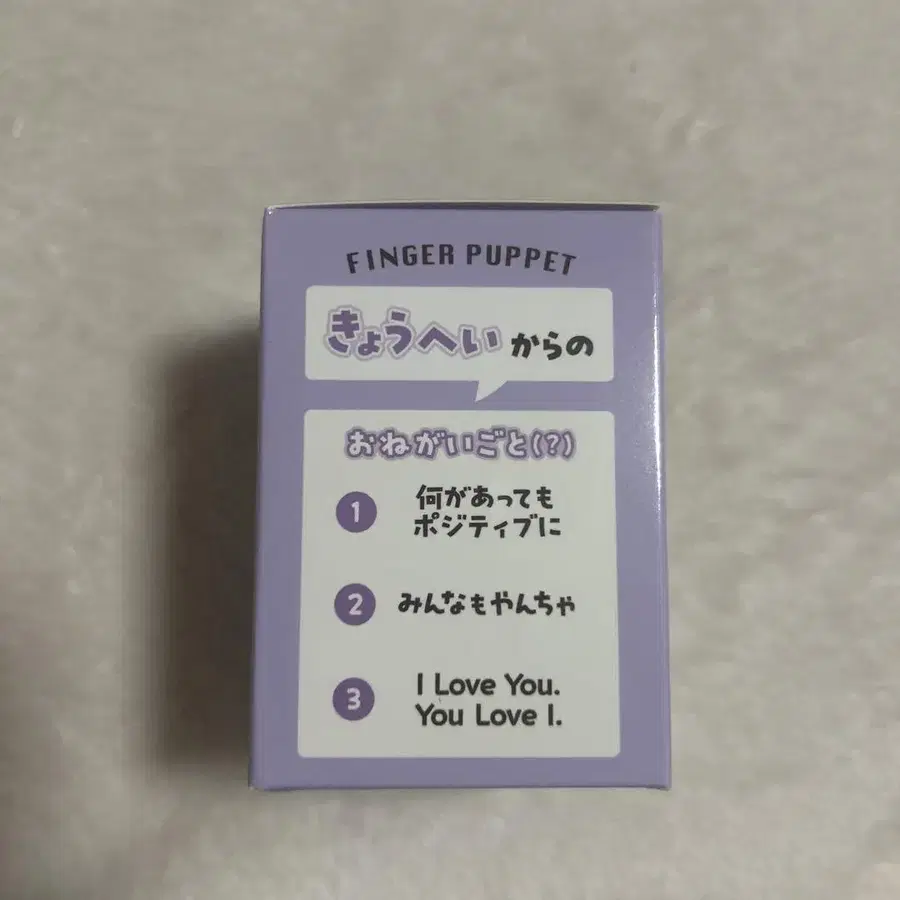 FINGER PUPPET
きょうへいからの
おねがいごと(?)
1 何があっても
ポジティブに
2 みんなもやんちゃ
3 I Love You.
You Love I.